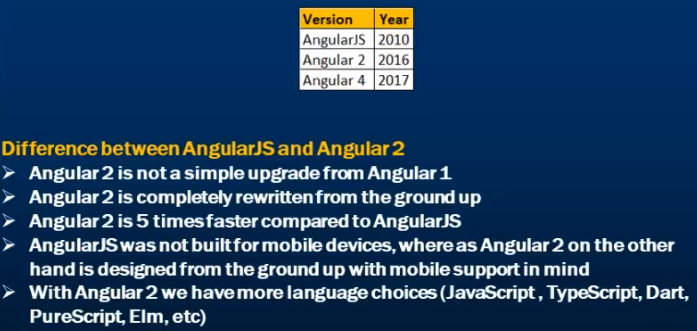 Version Year
AngularJS 2010
Angular 2 2016
Angular 4 2017
Difference between AngularJS and Angular 2
➢ Angular 2 is not a simple upgrade from Angular 1
➢ Angular 2 is completely rewritten from the ground up
➢ Angular 2 is 5 times faster compared to AngularJS
➢ AngularJS was not built for mobile devices, where as Angular 2 on the other
hand is designed from the ground up with mobile support in mind
➢ With Angular 2 we have more language choices (JavaScript , TypeScript, Dart,
PureScript, Elm, etc)